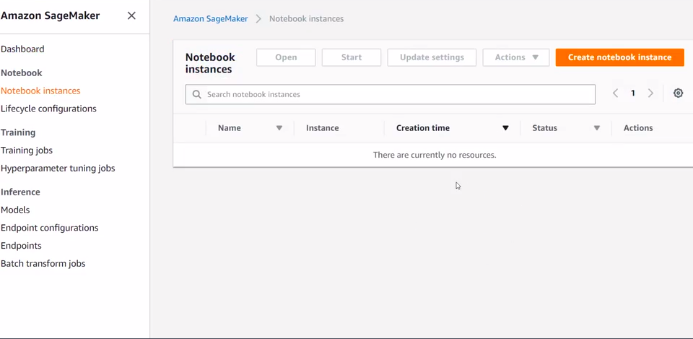 Amazon SageMaker
Dashboard
Notebook
Notebook instances
Lifecycle configurations
Training
Training jobs
Hyperparameter tuning jobs
Inference
Models
Endpoint configurations
Endpoints
Batch transform jobs
Amazon SageMaker > Notebook instances
Notebook
instances
Open Start Update settings Actions Create notebook instance
Search notebook instances
1
Name Instance Creation time Status Actions
There are currently no resources.